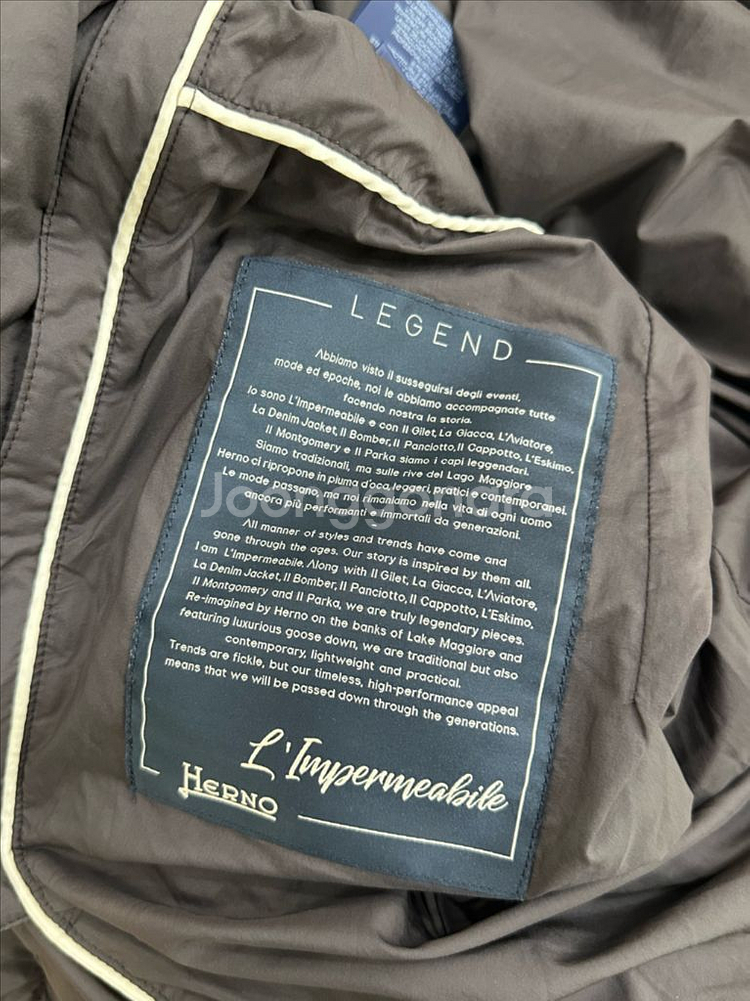 LEGEND
Abbiamo visto il susseguirsi degli eventi,
mode ed epoche, noi le abbiamo accompagnate tutte
facendo nostra la storia.
Io sono L'Impermeabile e con Il Gilet, La Giacca, L'Aviatore,
La Denim Jacket, Il Bomber, Il Panciotto, Il Cappotto, L'Eskimo,
Il Montgomery e Il Parka siamo i capi leggendari.
Siamo tradizionali, ma sulle rive del Lago Maggiore
Herno ci ripropone in piuma d'oca, leggeri, pratici e contemporanei.
Le mode passano, noi rimaniamo nella vita di ogni uomo
ancora più performanti e immortali da generazioni.
Joonggonara
All manner of styles and trends have come and
gone through the ages. Our story is inspired by them all.
I am L'Impermeabile. Along with Il Gilet, La Giacca, L'Aviatore,
La Denim Jacket, Il Bomber, Il Panciotto, Il Cappotto, L'Eskimo,
Il Montgomery and Il Parka, we are truly legendary pieces.
Re-imagined by Herno on the banks of Lake Maggiore and
featuring luxurious goose down, we are traditional but also
contemporary, lightweight and practical.
Trends are fickle, but our timeless, high-performance appeal
means that we will be passed down through the generations.
L'Impermeabile
HERNO